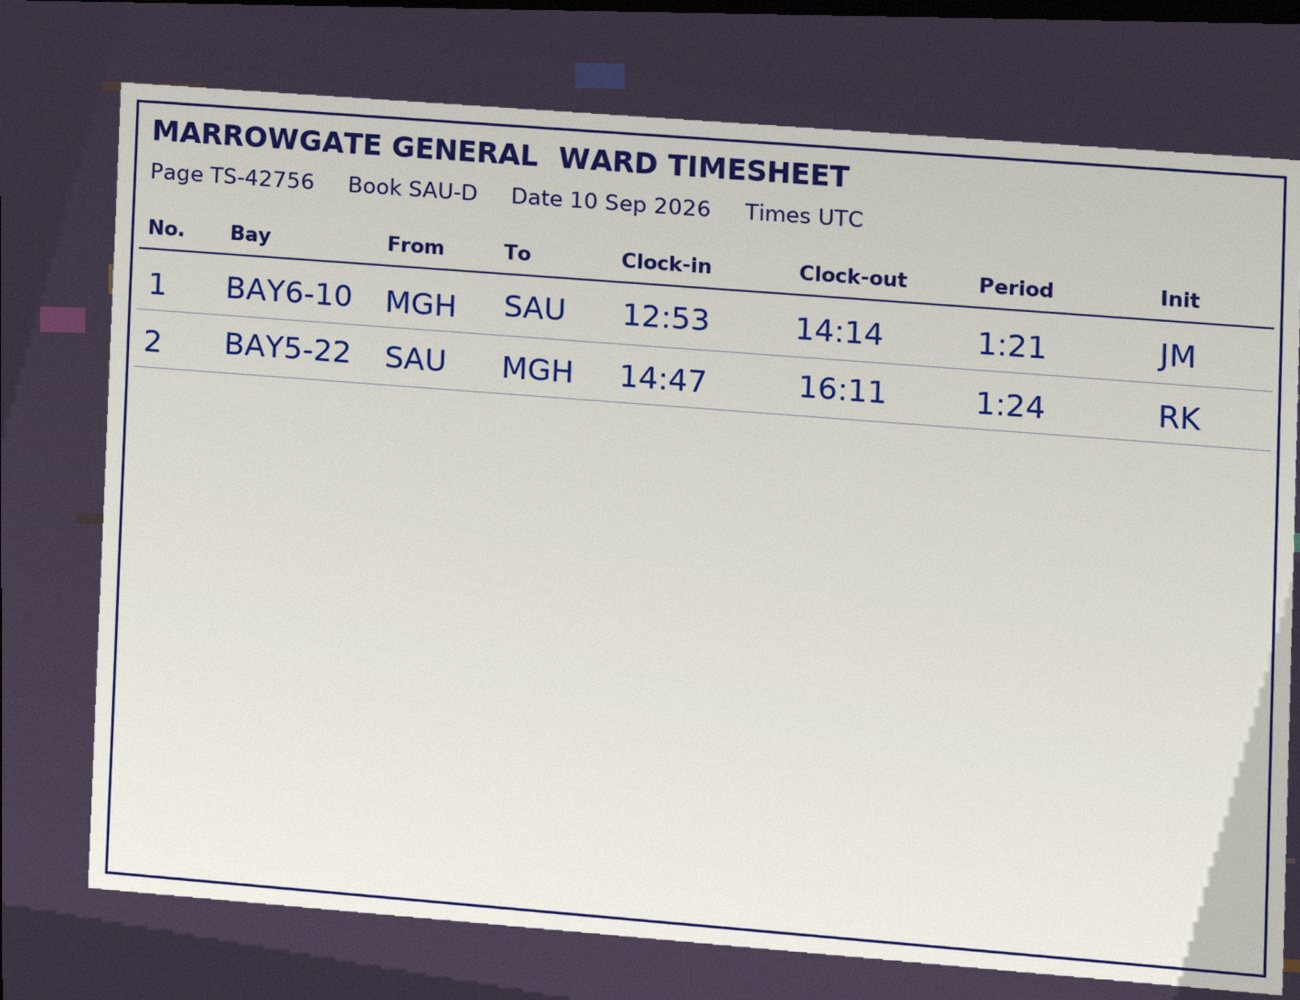 MARROWGATE GENERAL WARD TIMESHEET
Page TS-42756 Book SAU-D Date 10 Sep 2026 Times UTC
No. Bay From To Clock-in Clock-out Period Init
1 BAY6-10 MGH SAU 12:53 14:14 1:21 JM
2 BAY5-22 SAU MGH 14:47 16:11 1:24 RK